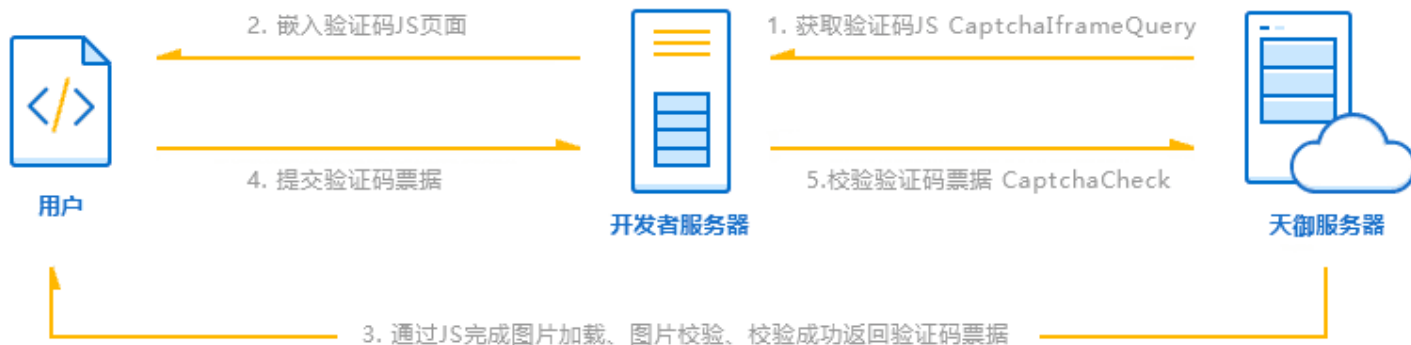 2. 嵌入验证码JS页面
1. 获取验证码JS CaptchaIframeQuery
4. 提交验证码票据
5.校验验证码票据 CaptchaCheck
用户
开发者服务器
天御服务器
3. 通过JS完成图片加载、图片校验、校验成功返回验证码票据